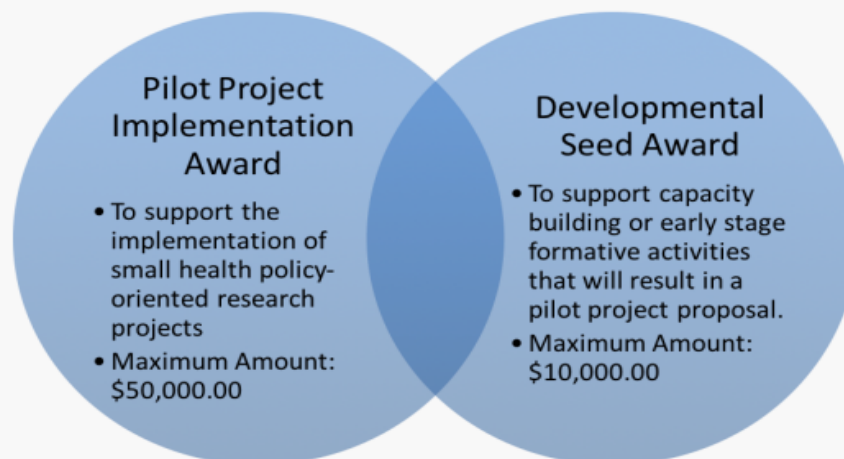 Pilot Project
Implementation
Award
• To support the
implementation of
small health policy-
oriented research
projects
• Maximum Amount:
$50,000.00
Developmental
Seed Award
• To support capacity
building or early stage
formative activities
that will result in a
pilot project proposal.
• Maximum Amount:
$10,000.00